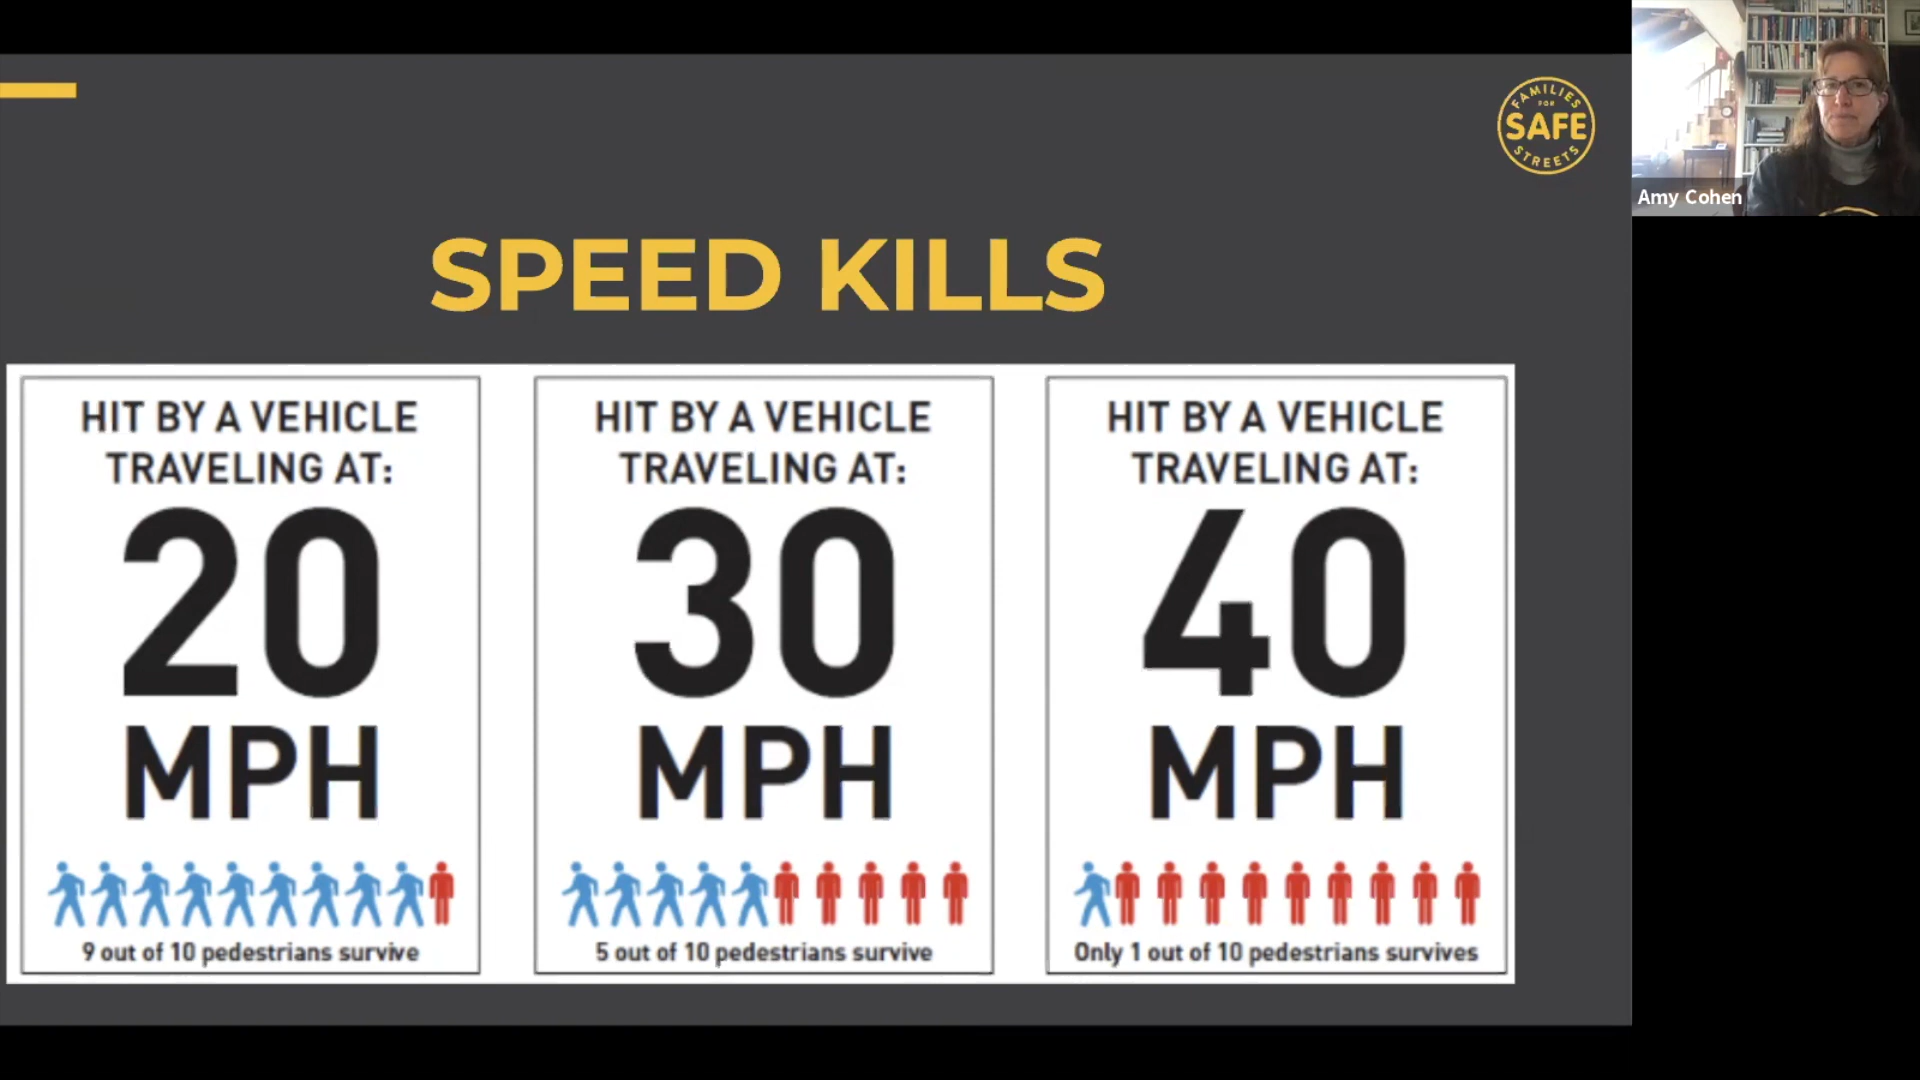 FAMILIES
FOR
SAFE
STREETS
Amy Cohen
SPEED KILLS
HIT BY A VEHICLE
TRAVELING AT:
20
MPH
9 out of 10 pedestrians survive
HIT BY A VEHICLE
TRAVELING AT:
30
MPH
5 out of 10 pedestrians survive
HIT BY A VEHICLE
TRAVELING AT:
40
MPH
Only 1 out of 10 pedestrians survives